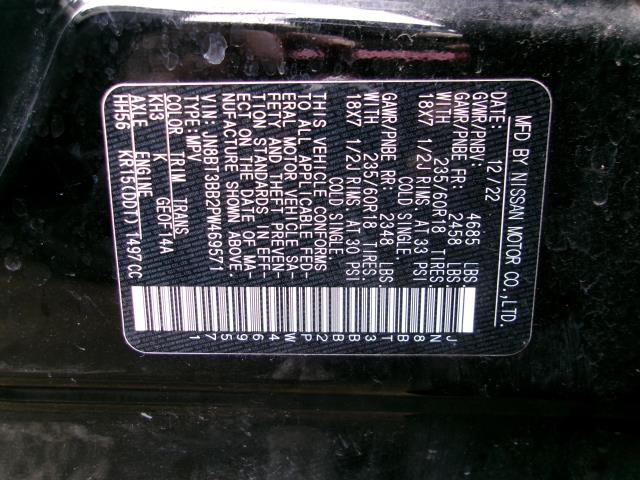 MFD BY NISSAN MOTOR CO.,LTD.
DATE: 12/22
GVWR/PNBV: 4685 LBS.
GAWR/PNBE FR: 2458 LBS.
WITH 235/60R18 TIRES
18X7 1/2J RIMS, AT 33 PSI
COLD SINGLE.
GAWR/PNBE RR: 2348 LBS.
WITH 235/60R18 TIRES
18X7 1/2J RIMS, AT 30 PSI
COLD SINGLE.
THIS VEHICLE CONFORMS
TO ALL APPLICABLE FED-
ERAL MOTOR VEHICLE SA-
FETY AND THEFT PREVEN-
TION STANDARDS IN EFF-
ECT ON THE DATE OF MA-
NUFACTURE SHOWN ABOVE.
VIN: JN8BT3BB2PW469571
TYPE:MPV
COLOR TRIM TRANS
KH3 K GE0F14A
AXLE ENGINE
HH56 KR15(DDT) 1497CC
JN8BT3BB2PW469571